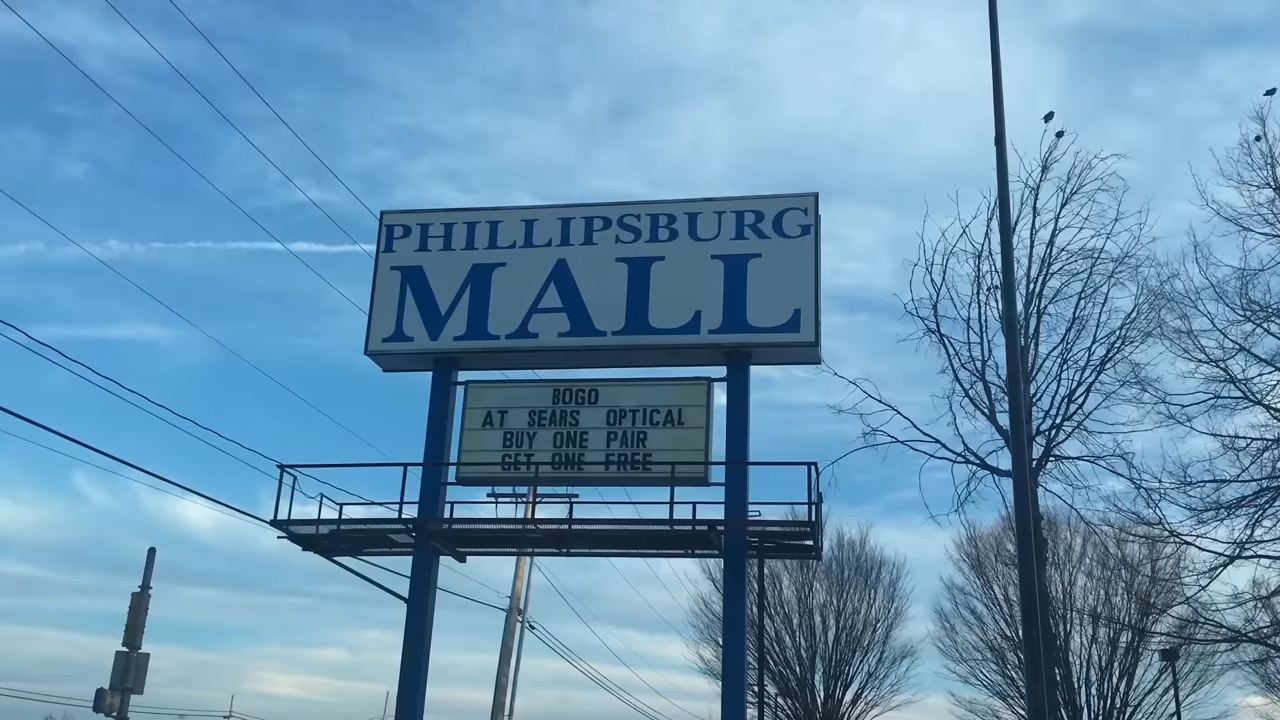 PHILLIPSBURG
MALL
BOGO
AT SEARS OPTICAL
BUY ONE PAIR
GET ONE FREE